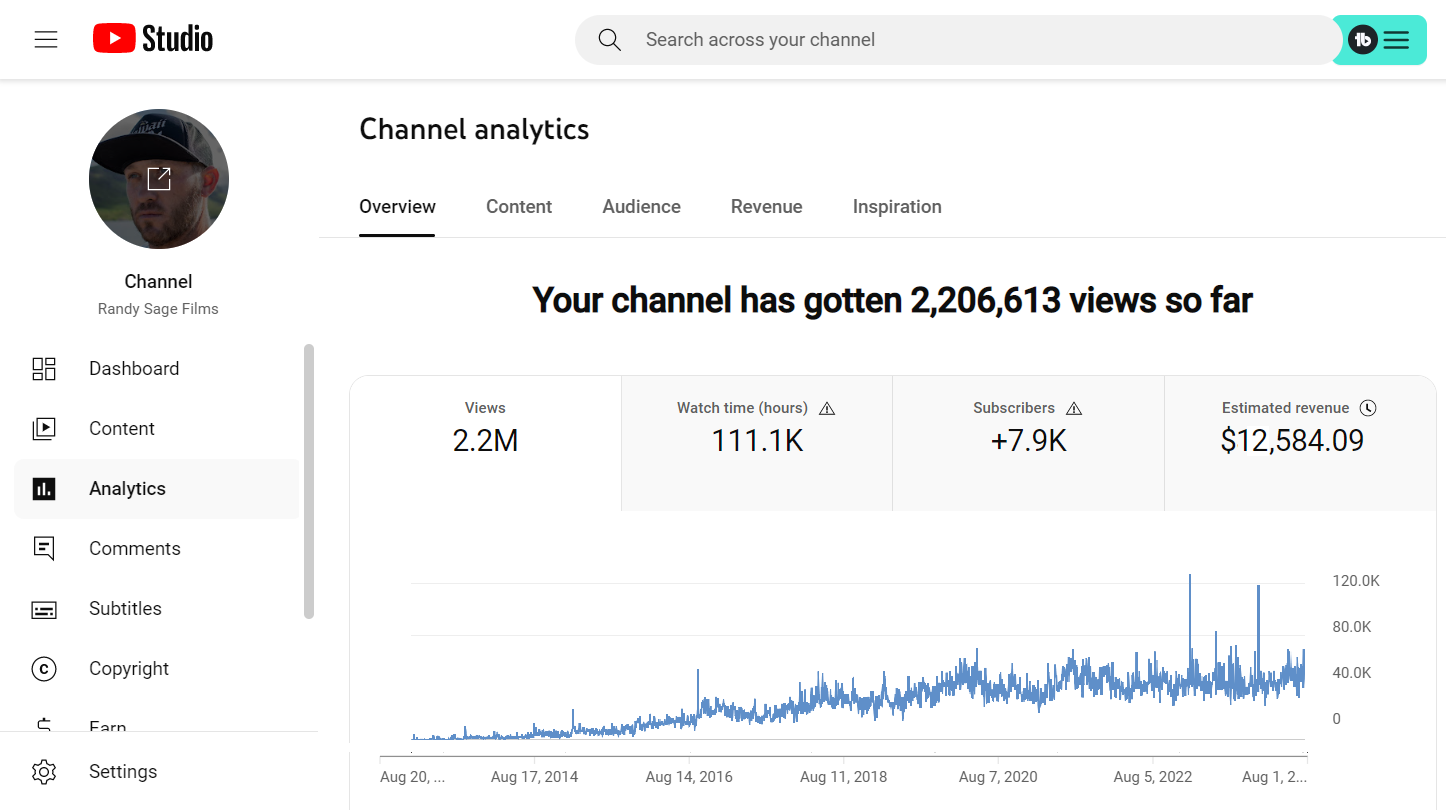 Studio
Search across your channel
Channel analytics
Overview Content Audience Revenue Inspiration
Channel
Randy Sage Films
Dashboard
Content
Analytics
Comments
Subtitles
Copyright
Earn
Settings
Your channel has gotten 2,206,613 views so far
Views
2.2M
Watch time (hours)
111.1K
Subscribers
+7.9K
Estimated revenue
$12,584.09
120.0K
80.0K
40.0K
0
Aug 20, ... Aug 17, 2014 Aug 14, 2016 Aug 11, 2018 Aug 7, 2020 Aug 5, 2022 Aug 1, 2...